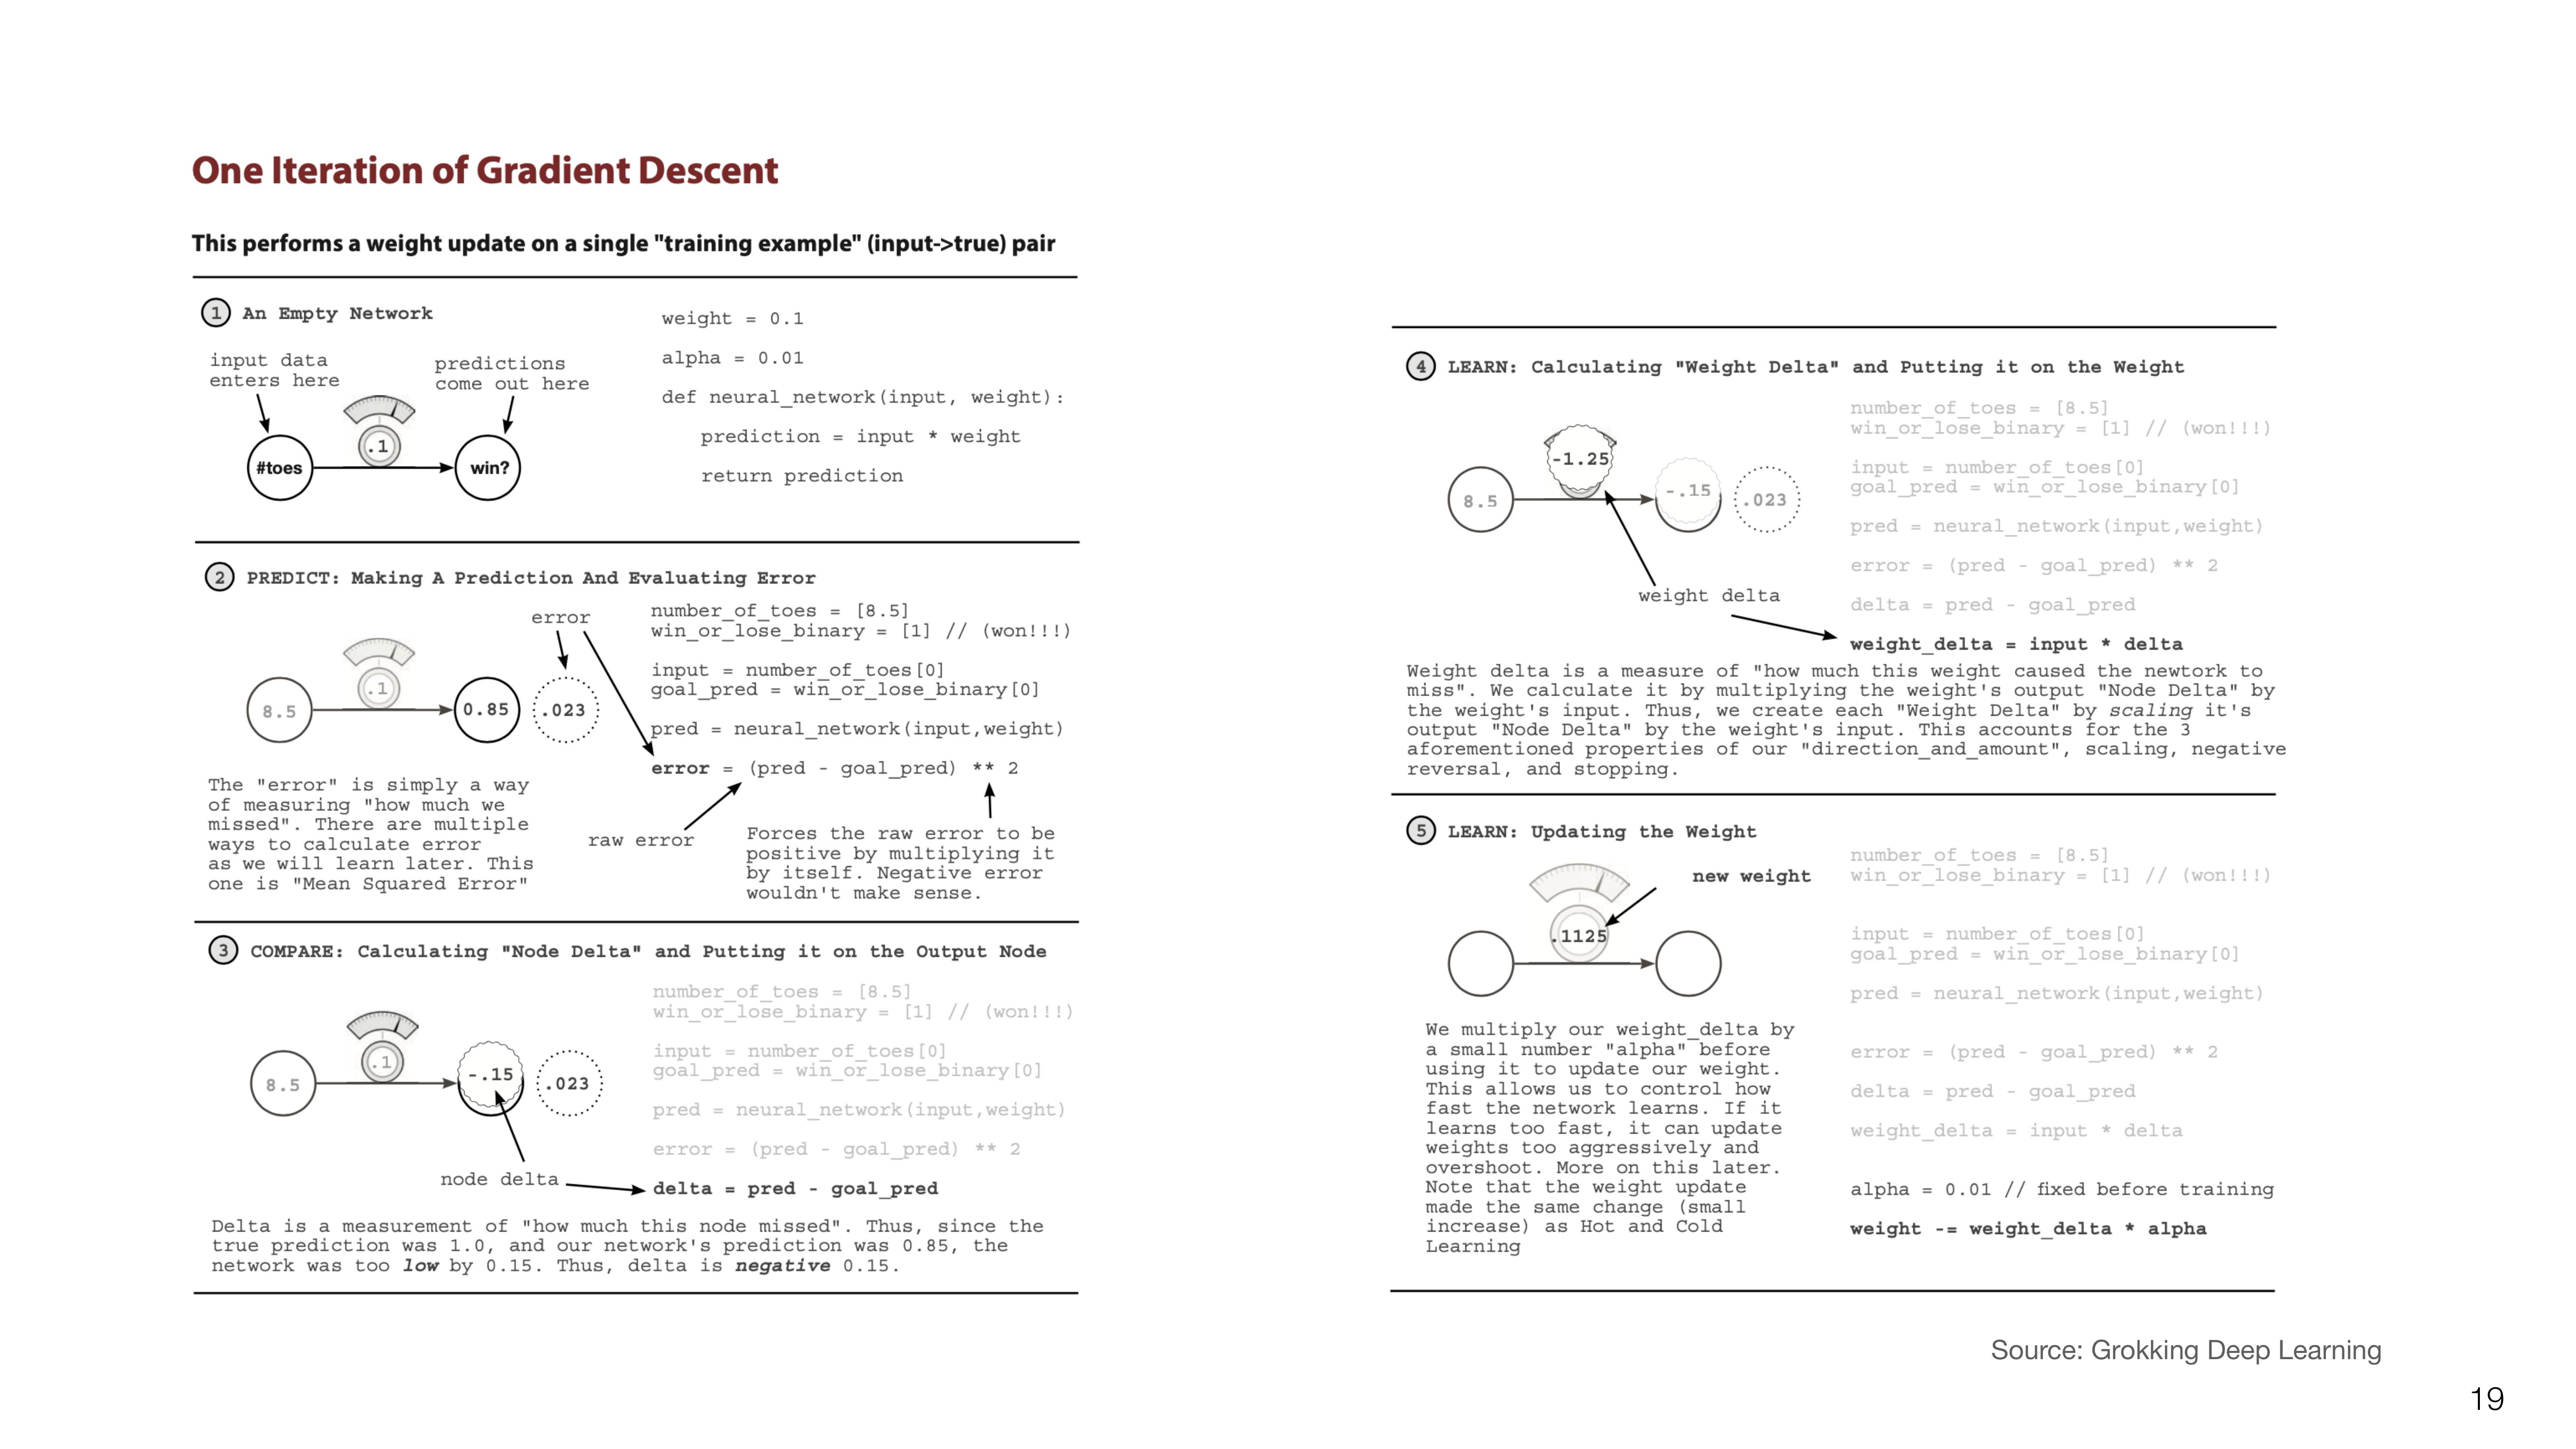 One Iteration of Gradient Descent
This performs a weight update on a single "training example" (input->true) pair
1 An Empty Network
input data
enters here
predictions
come out here
.1
#toes
win?
weight = 0.1
alpha = 0.01
def neural_network(input, weight):
prediction = input * weight
return prediction
2 PREDICT: Making A Prediction And Evaluating Error
error
.1
8.5
0.85
.023
number_of_toes = [8.5]
win_or_lose_binary = [1] // (won!!!)
input = number_of_toes[0]
goal_pred = win_or_lose_binary[0]
pred = neural_network(input,weight)
error = (pred - goal_pred) ** 2
The "error" is simply a way
of measuring "how much we
missed". There are multiple
ways to calculate error
as we will learn later. This
one is "Mean Squared Error"
raw error
Forces the raw error to be
positive by multiplying it
by itself. Negative error
wouldn't make sense.
3 COMPARE: Calculating "Node Delta" and Putting it on the Output Node
.1
8.5
-.15
.023
node delta
number_of_toes = [8.5]
win_or_lose_binary = [1] // (won!!!)
input = number_of_toes[0]
goal_pred = win_or_lose_binary[0]
pred = neural_network(input,weight)
error = (pred - goal_pred) ** 2
delta = pred - goal_pred
Delta is a measurement of "how much this node missed". Thus, since the
true prediction was 1.0, and our network's prediction was 0.85, the
network was too low by 0.15. Thus, delta is negative 0.15.
4 LEARN: Calculating "Weight Delta" and Putting it on the Weight
-1.25
8.5
-.15
.023
weight delta
number_of_toes = [8.5]
win_or_lose_binary = [1] // (won!!!)
input = number_of_toes[0]
goal_pred = win_or_lose_binary[0]
pred = neural_network(input,weight)
error = (pred - goal_pred) ** 2
delta = pred - goal_pred
weight_delta = input * delta
Weight delta is a measure of "how much this weight caused the newtork to
miss". We calculate it by multiplying the weight's output "Node Delta" by
the weight's input. Thus, we create each "Weight Delta" by scaling it's
output "Node Delta" by the weight's input. This accounts for the 3
aforementioned properties of our "direction_and_amount", scaling, negative
reversal, and stopping.
5 LEARN: Updating the Weight
new weight
.1125
We multiply our weight_delta by
a small number "alpha" before
using it to update our weight.
This allows us to control how
fast the network learns. If it
learns too fast, it can update
weights too aggressively and
overshoot. More on this later.
Note that the weight update
made the same change (small
increase) as Hot and Cold
Learning
number_of_toes = [8.5]
win_or_lose_binary = [1] // (won!!!)
input = number_of_toes[0]
goal_pred = win_or_lose_binary[0]
pred = neural_network(input,weight)
error = (pred - goal_pred) ** 2
delta = pred - goal_pred
weight_delta = input * delta
alpha = 0.01 // fixed before training
weight -= weight_delta * alpha
Source: Grokking Deep Learning
19